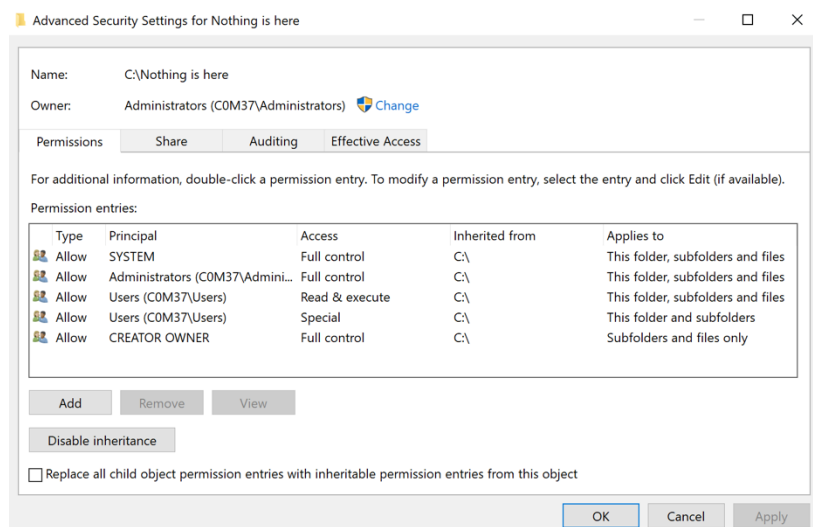 Advanced Security Settings for Nothing is here
Name: C:\Nothing is here
Owner: Administrators (C0M37\Administrators) Change
Permissions Share Auditing Effective Access
For additional information, double-click a permission entry. To modify a permission entry, select the entry and click Edit (if available).
Permission entries:
Type Principal Access Inherited from Applies to
Allow SYSTEM Full control C:\ This folder, subfolders and files
Allow Administrators (C0M37\Admini... Full control C:\ This folder, subfolders and files
Allow Users (C0M37\Users) Read & execute C:\ This folder, subfolders and files
Allow Users (C0M37\Users) Special C:\ This folder and subfolders
Allow CREATOR OWNER Full control C:\ Subfolders and files only
Add Remove View
Disable inheritance
Replace all child object permission entries with inheritable permission entries from this object
OK Cancel Apply